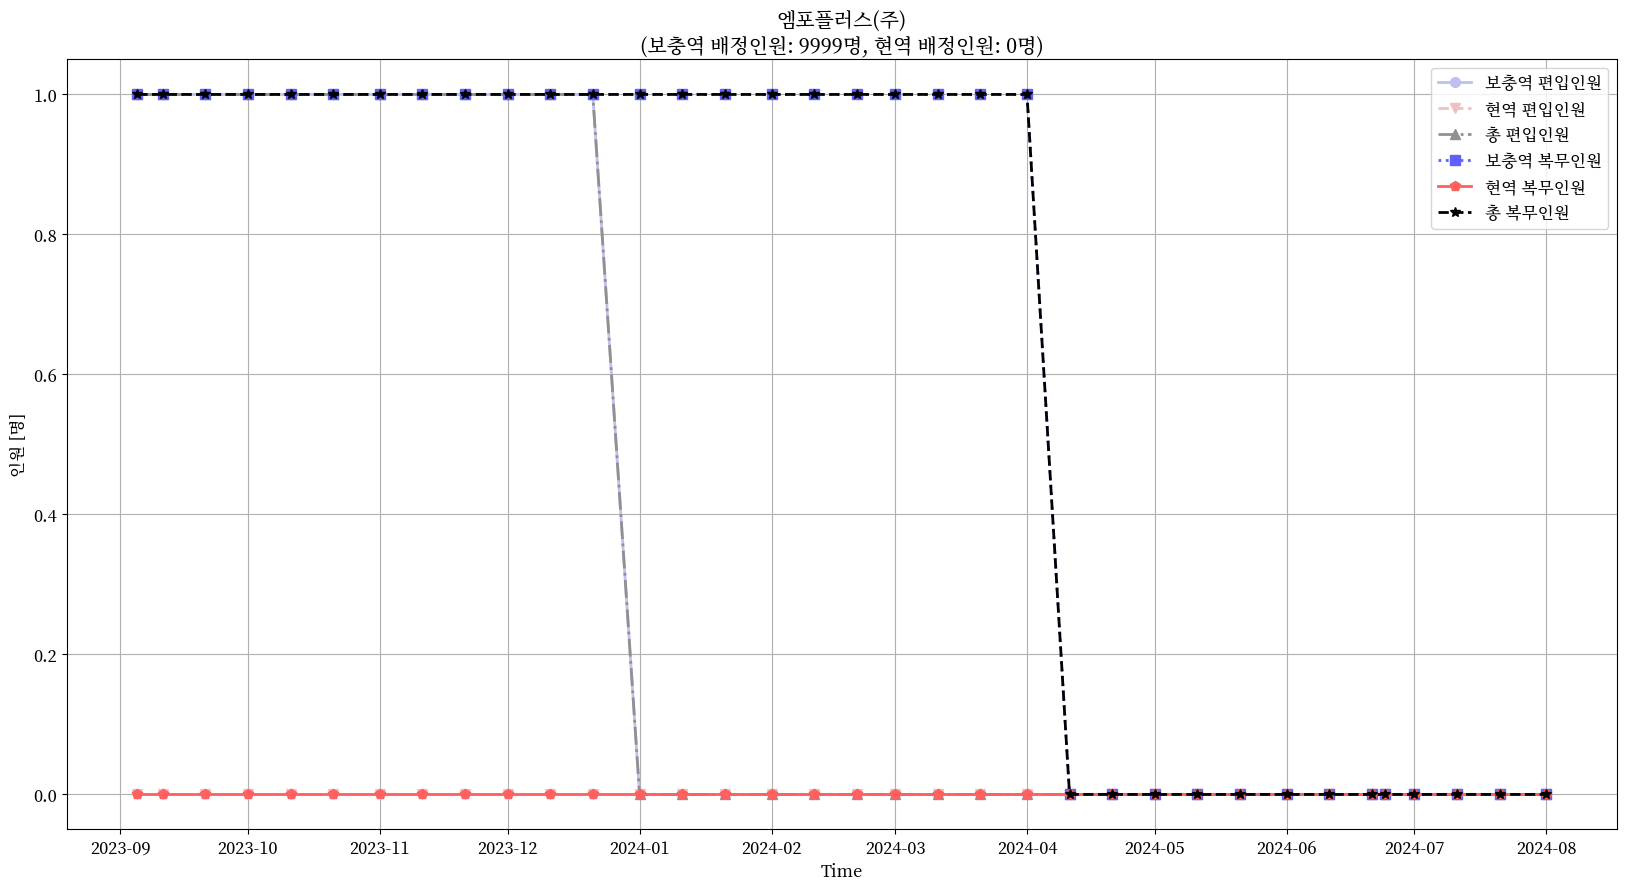 엠포플러스(주)
(보충역 배정인원: 9999명, 현역 배정인원: 0명)
보충역 편입인원
현역 편입인원
총 편입인원
보충역 복무인원
현역 복무인원
총 복무인원
1.0
0.8
0.6
0.4
0.2
0.0
인원 [명]
2023-09 2023-10 2023-11 2023-12 2024-01 2024-02 2024-03 2024-04 2024-05 2024-06 2024-07 2024-08
Time